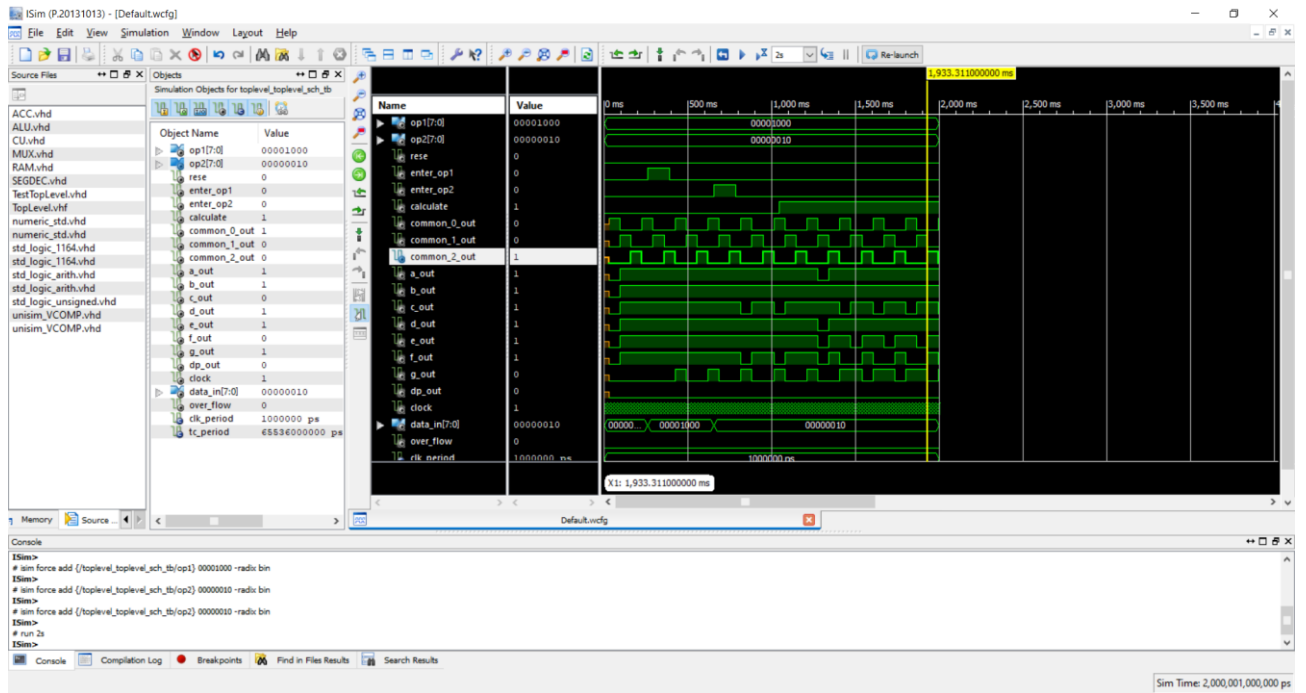 ISim (P.20131013) - [Default.wcfg]
File Edit View Simulation Window Layout Help
2s
Re-launch
Source Files
ACC.vhd
ALU.vhd
CU.vhd
MUX.vhd
RAM.vhd
SEGDEC.vhd
TestTopLevel.vhd
TopLevel.vhf
numeric_std.vhd
numeric_std.vhd
std_logic_1164.vhd
std_logic_1164.vhd
std_logic_arith.vhd
std_logic_arith.vhd
std_logic_unsigned.vhd
unisim_VCOMP.vhd
unisim_VCOMP.vhd
Memory
Source ...
Objects
Simulation Objects for toplevel_toplevel_sch_tb
Object Name Value
op1[7:0] 00001000
op2[7:0] 00000010
rese 0
enter_op1 0
enter_op2 0
calculate 1
common_0_out 1
common_1_out 0
common_2_out 0
a_out 1
b_out 1
c_out 0
d_out 1
e_out 1
f_out 0
g_out 1
dp_out 0
clock 1
data_in[7:0] 00000010
over_flow 0
clk_period 1000000 ps
tc_period 65536000000 ps
Name Value
op1[7:0] 00001000
op2[7:0] 00000010
rese 0
enter_op1 0
enter_op2 0
calculate 1
common_0_out 0
common_1_out 0
common_2_out 1
a_out 1
b_out 1
c_out 1
d_out 1
e_out 1
f_out 1
g_out 0
dp_out 0
clock 1
data_in[7:0] 00000010
over_flow 0
clk_period 1000000 ps
1,933.311000000 ms
0 ms 500 ms 1,000 ms 1,500 ms 2,000 ms 2,500 ms 3,000 ms 3,500 ms 4
00001000
00000010
00000... 00001000 00000010
1000000 ps
X1: 1,933.311000000 ms
Default.wcfg
Console
ISim>
# isim force add {/toplevel_toplevel_sch_tb/op1} 00001000 -radix bin
ISim>
# isim force add {/toplevel_toplevel_sch_tb/op2} 00000010 -radix bin
ISim>
# isim force add {/toplevel_toplevel_sch_tb/op2} 00000010 -radix bin
ISim>
# run 2s
ISim>
Console Compilation Log Breakpoints Find in Files Results Search Results
Sim Time: 2,000,001,000,000 ps